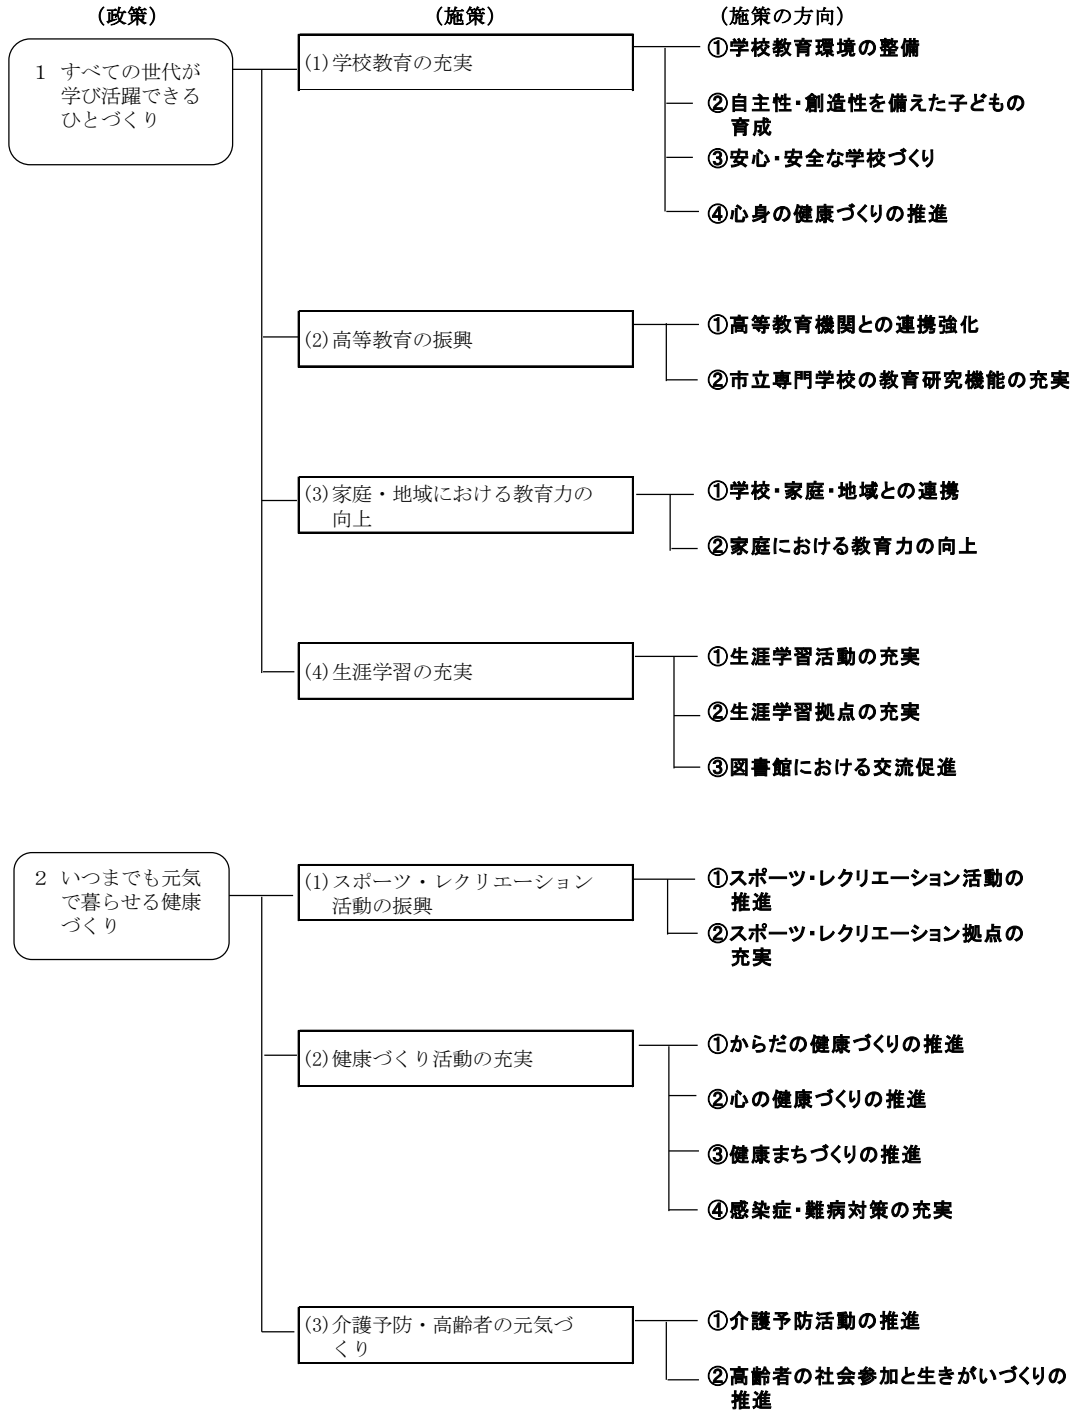 （政策）
（施策）
（施策の方向）
１ すべての世代が
学び活躍できる
ひとづくり
(1)学校教育の充実
①学校教育環境の整備
②自主性・創造性を備えた子どもの
育成
③安心・安全な学校づくり
④心身の健康づくりの推進
(2)高等教育の振興
①高等教育機関との連携強化
②市立専門学校の教育研究機能の充実
(3)家庭・地域における教育力の
向上
①学校・家庭・地域との連携
②家庭における教育力の向上
(4)生涯学習の充実
①生涯学習活動の充実
②生涯学習拠点の充実
③図書館における交流促進
２ いつまでも元気
で暮らせる健康
づくり
(1)スポーツ・レクリエーション
活動の振興
①スポーツ・レクリエーション活動の
推進
②スポーツ・レクリエーション拠点の
充実
(2)健康づくり活動の充実
①からだの健康づくりの推進
②心の健康づくりの推進
③健康まちづくりの推進
④感染症・難病対策の充実
(3)介護予防・高齢者の元気づ
くり
①介護予防活動の推進
②高齢者の社会参加と生きがいづくりの
推進